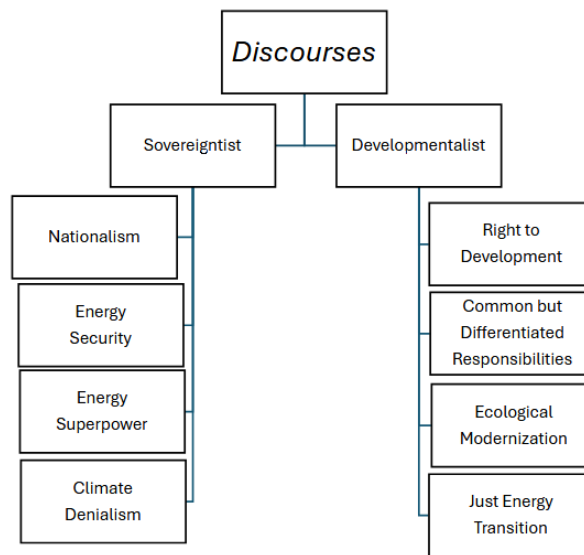 Discourses
Sovereigntist
Developmentalist
Nationalism
Energy
Security
Energy
Superpower
Climate
Denialism
Right to
Development
Common but
Differentiated
Responsibilities
Ecological
Modernization
Just Energy
Transition